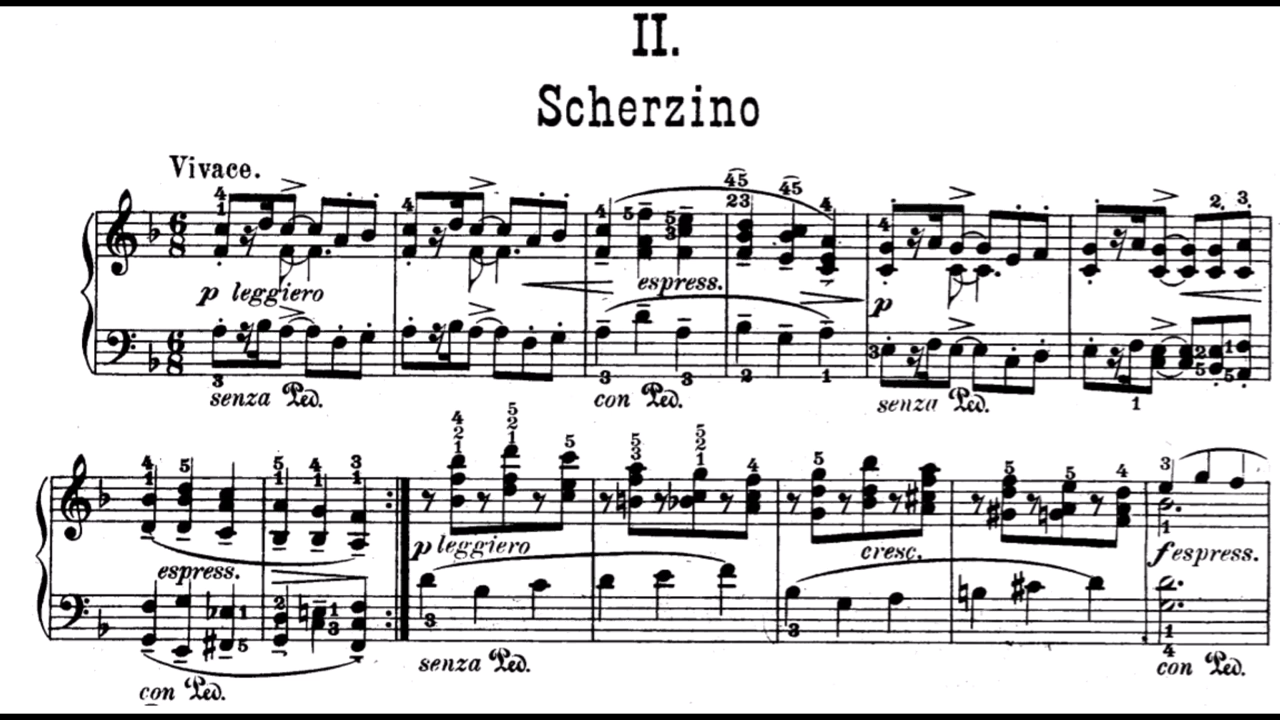 II.
Scherzino
Vivace.
p leggiero
espress.
p
senza Ped.
con Ped.
senza Ped.
espress.
p leggiero
cresc.
f espress.
con Ped.
senza Ped.
con Ped.